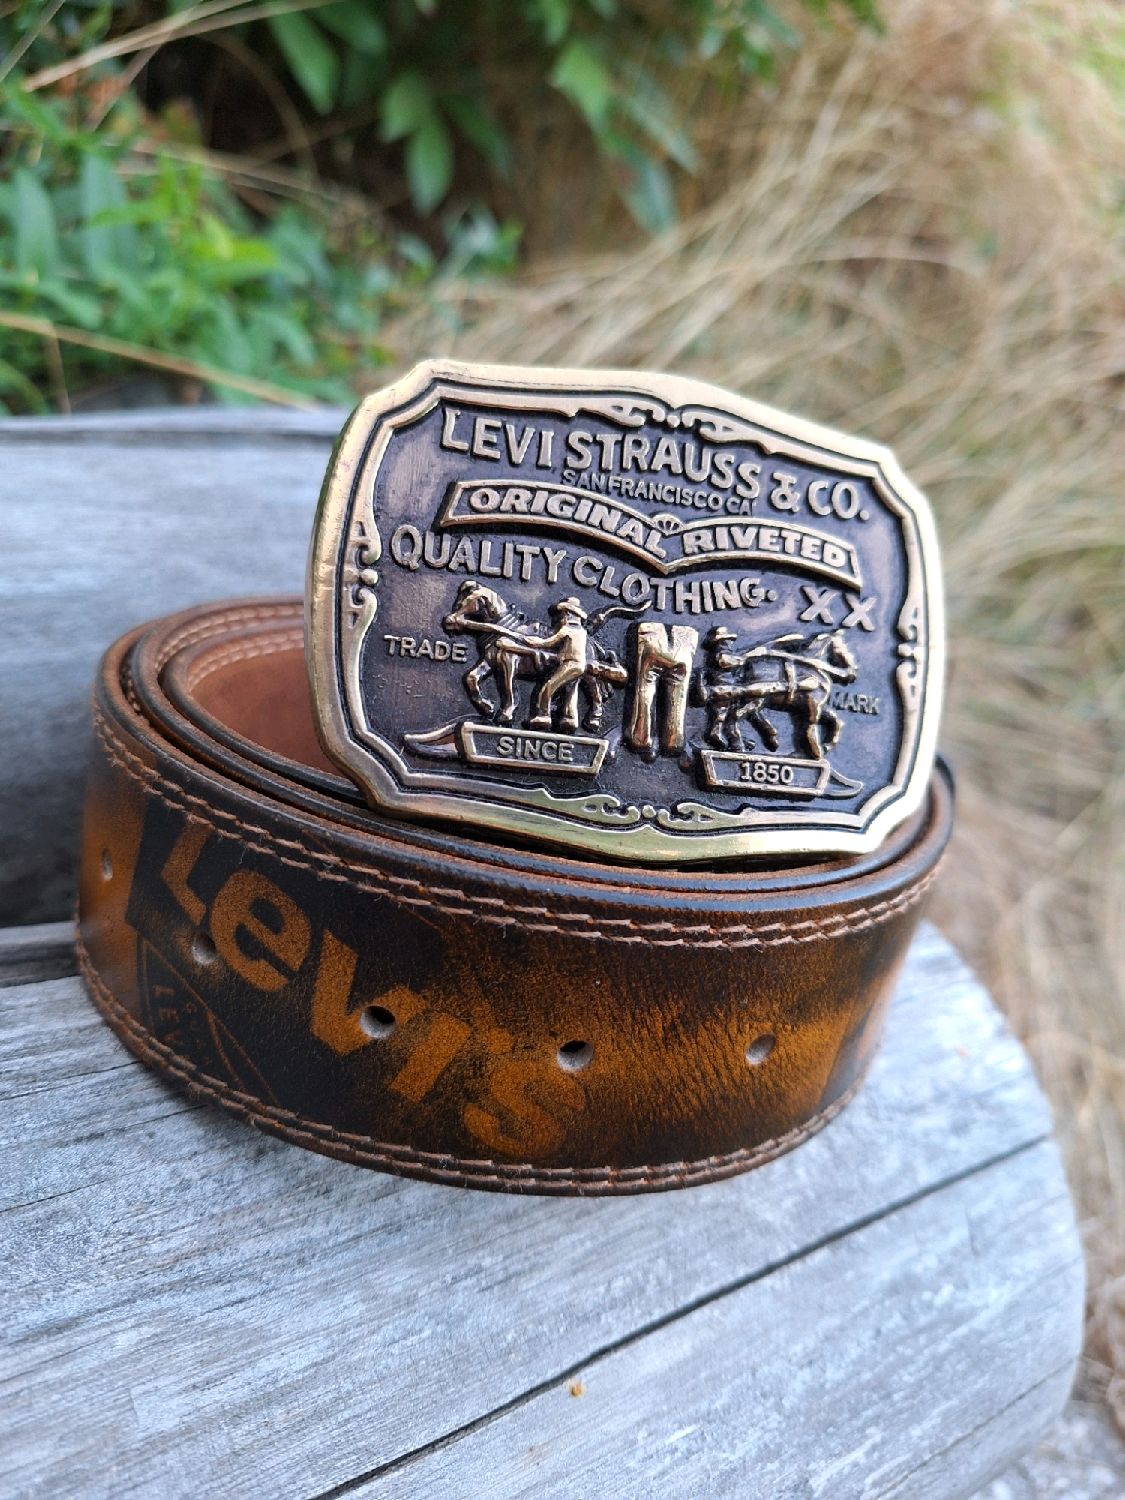 LEVI STRAUSS & CO.
SAN FRANCISCO CAL
ORIGINAL RIVETED
QUALITY CLOTHING. XX
TRADE MARK
SINCE 1850
Levi's